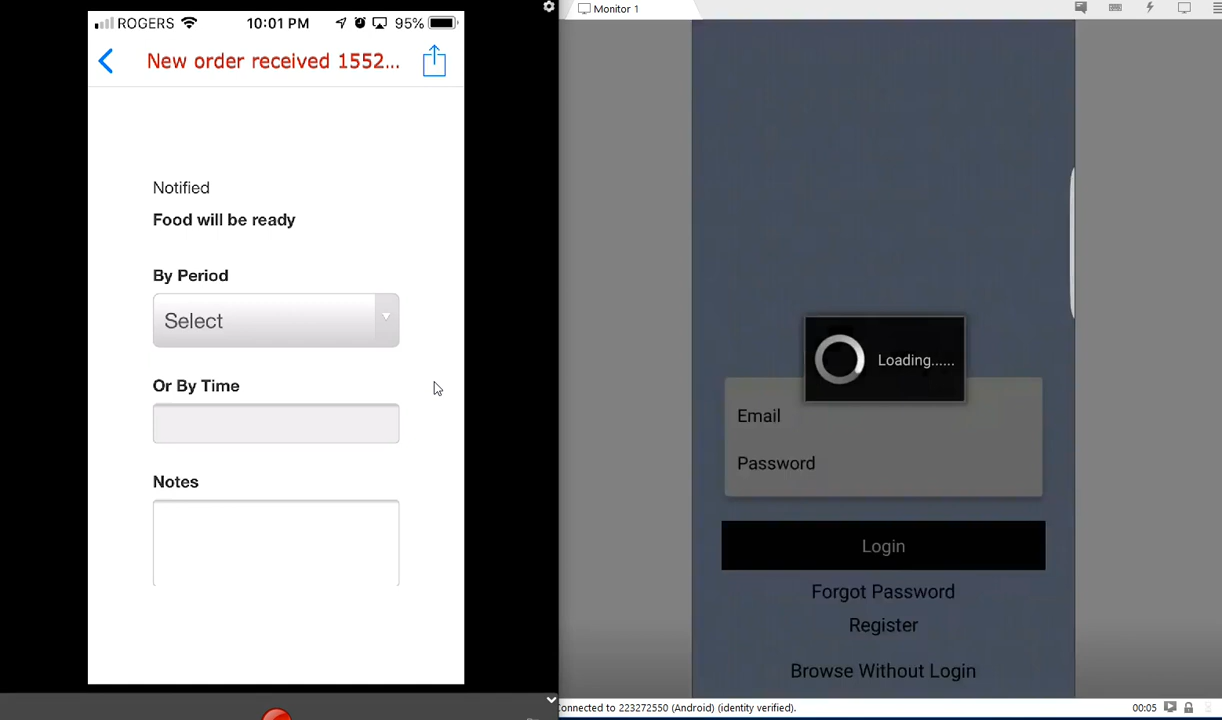 ROGERS 10:01 PM 95%
New order received 1552...
Notified
Food will be ready
By Period
Select
Or By Time
Notes
Monitor 1
Loading......
Email
Password
Login
Forgot Password
Register
Browse Without Login
onnected to 223272550 (Android) (identity verified). 00:05